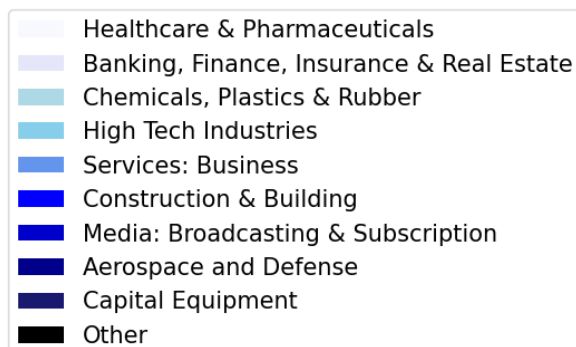 Healthcare & Pharmaceuticals
Banking, Finance, Insurance & Real Estate
Chemicals, Plastics & Rubber
High Tech Industries
Services: Business
Construction & Building
Media: Broadcasting & Subscription
Aerospace and Defense
Capital Equipment
Other